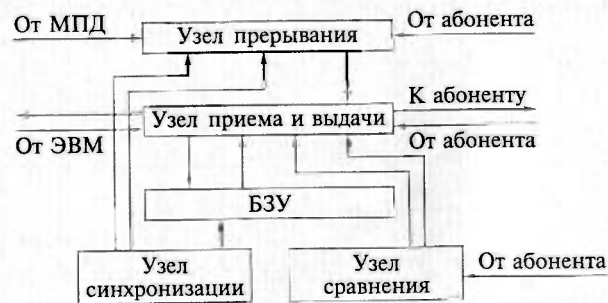 От МПД
Узел прерывания
От абонента
Узел приема и выдачи
К абоненту
От ЭВМ
От абонента
БЗУ
Узел
синхронизации
Узел
сравнения
От абонента